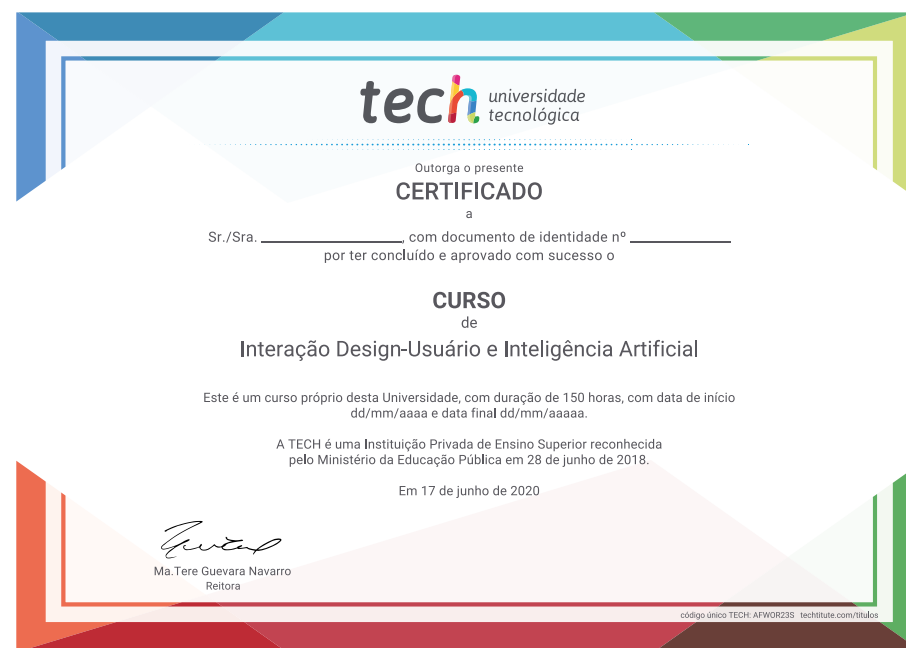 tech universidade
tecnológica
Outorga o presente
CERTIFICADO
a
Sr./Sra. , com documento de identidade nº
por ter concluído e aprovado com sucesso o
CURSO
de
Interação Design-Usuário e Inteligência Artificial
Este é um curso próprio desta Universidade, com duração de 150 horas, com data de início
dd/mm/aaaa e data final dd/mm/aaaaa.
A TECH é uma Instituição Privada de Ensino Superior reconhecida
pelo Ministério da Educação Pública em 28 de junho de 2018.
Em 17 de junho de 2020
Ma.Tere Guevara Navarro
Reitora
código único TECH: AFWOR23S techtitute.com/titulos